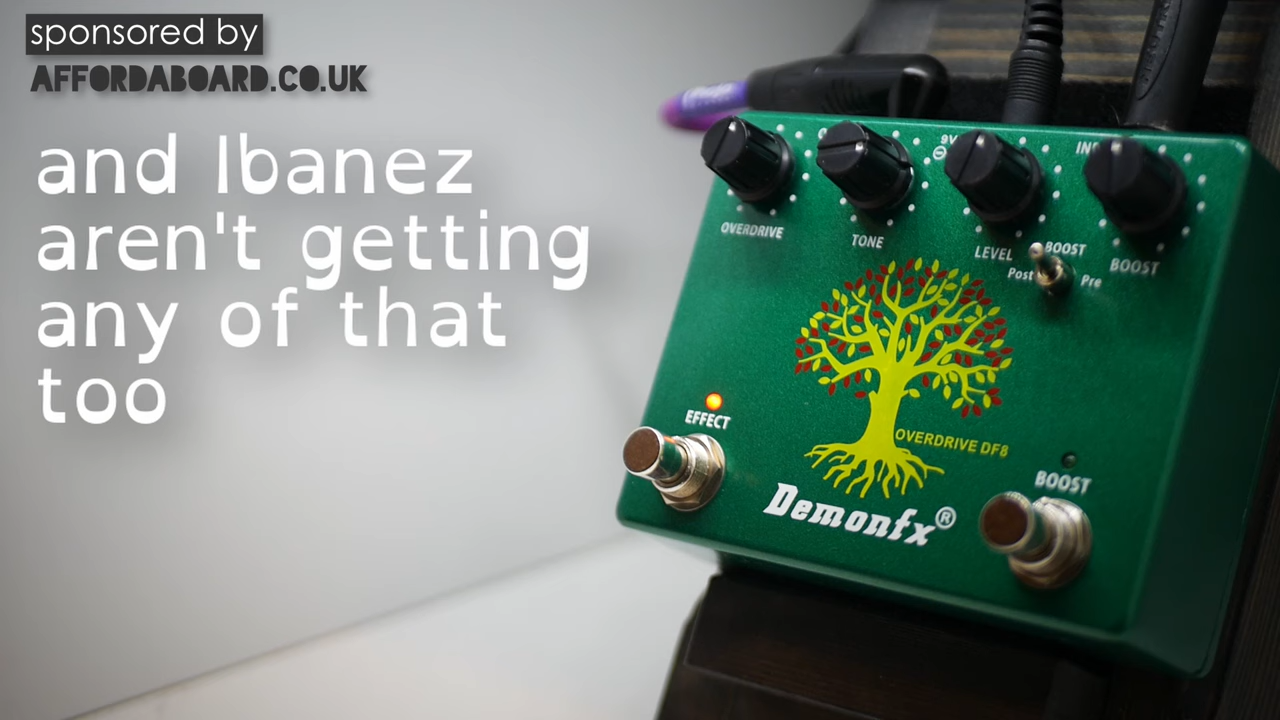 sponsored by
AFFORDABOARD.CO.UK
and Ibanez
aren't getting
any of that
too
9V
OVERDRIVE
TONE
LEVEL
BOOST
Post
Pre
BOOST
EFFECT
OVERDRIVE DF8
BOOST
Demonfx®